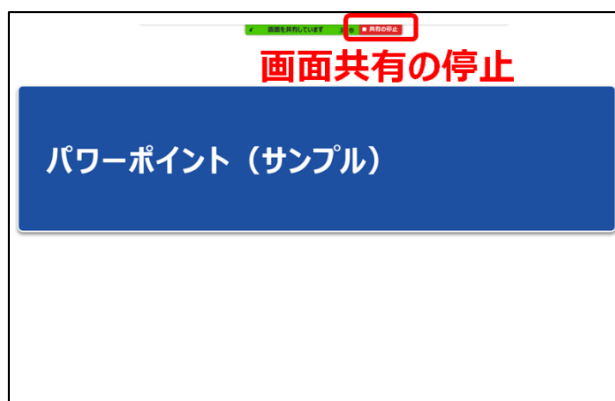 画面を共有しています
共有の停止
画面共有の停止
パワーポイント（サンプル）